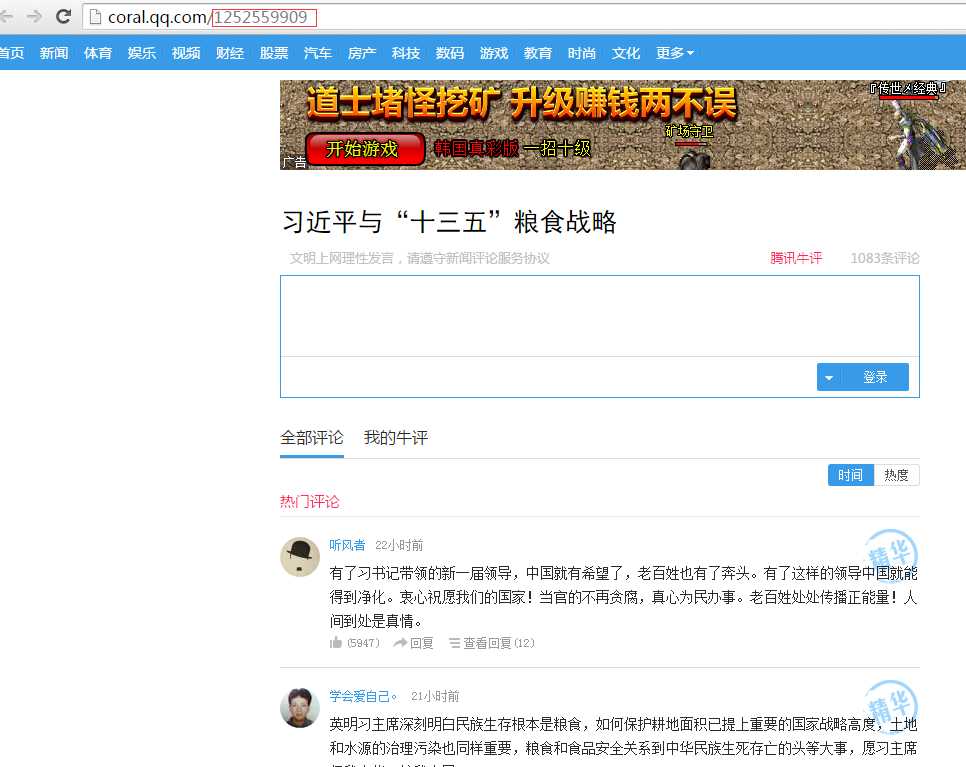 coral.qq.com/1252559909
首页 新闻 体育 娱乐 视频 财经 股票 汽车 房产 科技 数码 游戏 教育 时尚 文化 更多
道士堵怪挖矿 升级赚钱两不误
『传世乄经典』
矿场守卫
开始游戏 韩国真彩版 一招十级
广告
习近平与“十三五”粮食战略
文明上网理性发言，请遵守新闻评论服务协议 腾讯牛评 1083条评论
登录
全部评论 我的牛评
时间 热度
热门评论
听风者 22小时前
精华
有了习书记带领的新一届领导，中国就有希望了，老百姓也有了奔头。有了这样的领导中国就能
得到净化。衷心祝愿我们的国家！当官的不再贪腐，真心为民办事。老百姓处处传播正能量！人
间到处是真情。
(5947) 回复 查看回复(12)
学会爱自己。 21小时前
精华
英明习主席深刻明白民族生存根本是粮食，如何保护耕地面积已提上重要的国家战略高度，土地
和水源的治理污染也同样重要，粮食和食品安全关系到中华民族生死存亡的头等大事，愿习主席